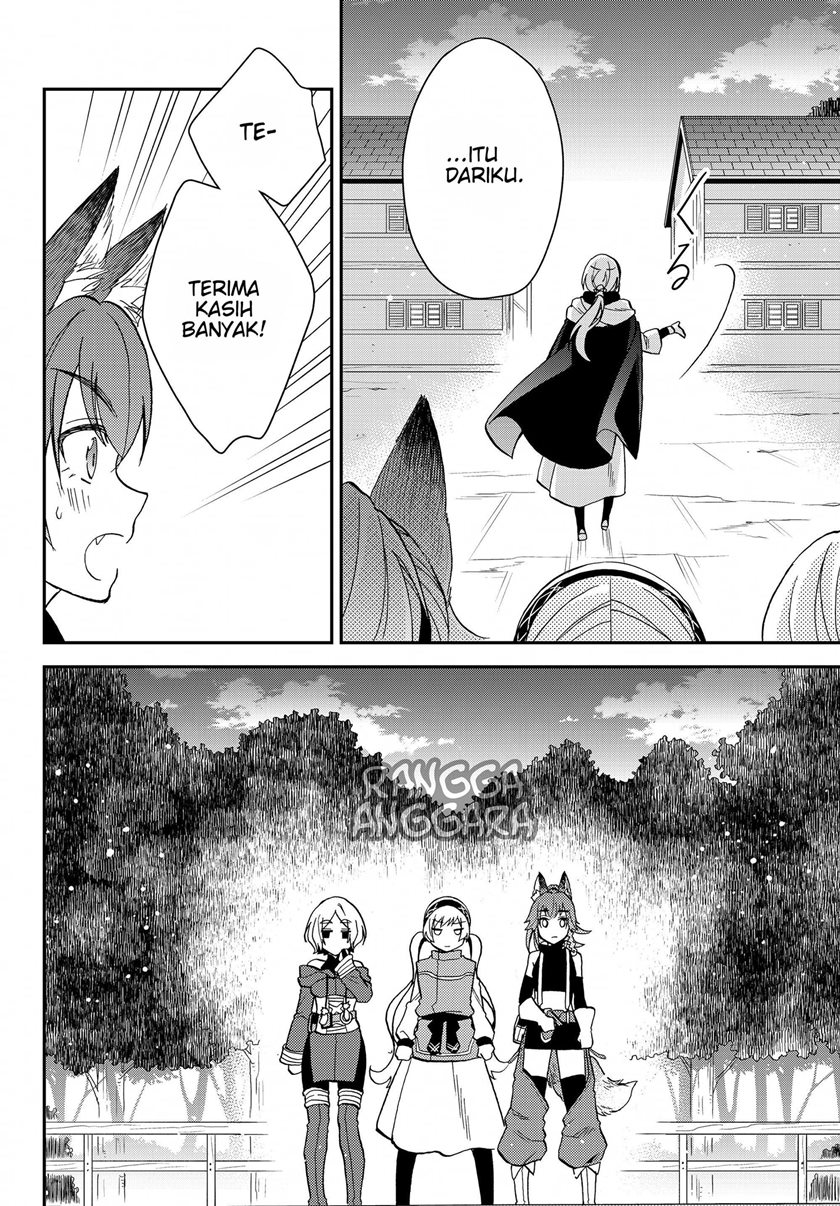 ...ITU
DARIKU.
くる
TE-
TERIMA
KASIH
BANYAK!
RANGGA
ANGGARA